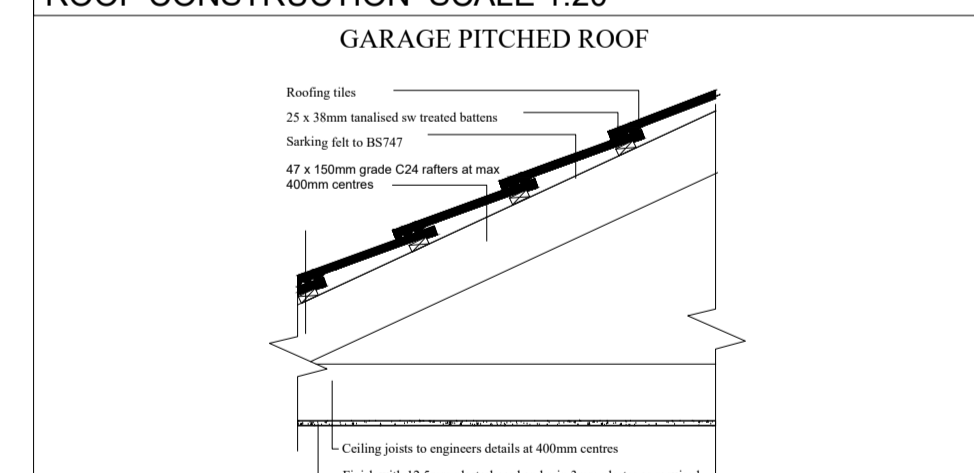 ROOF CONSTRUCTION SCALE 1:20
GARAGE PITCHED ROOF
Roofing tiles
25 x 38mm tanalised sw treated battens
Sarking felt to BS747
47 x 150mm grade C24 rafters at max
400mm centres
Ceiling joists to engineers details at 400mm centres